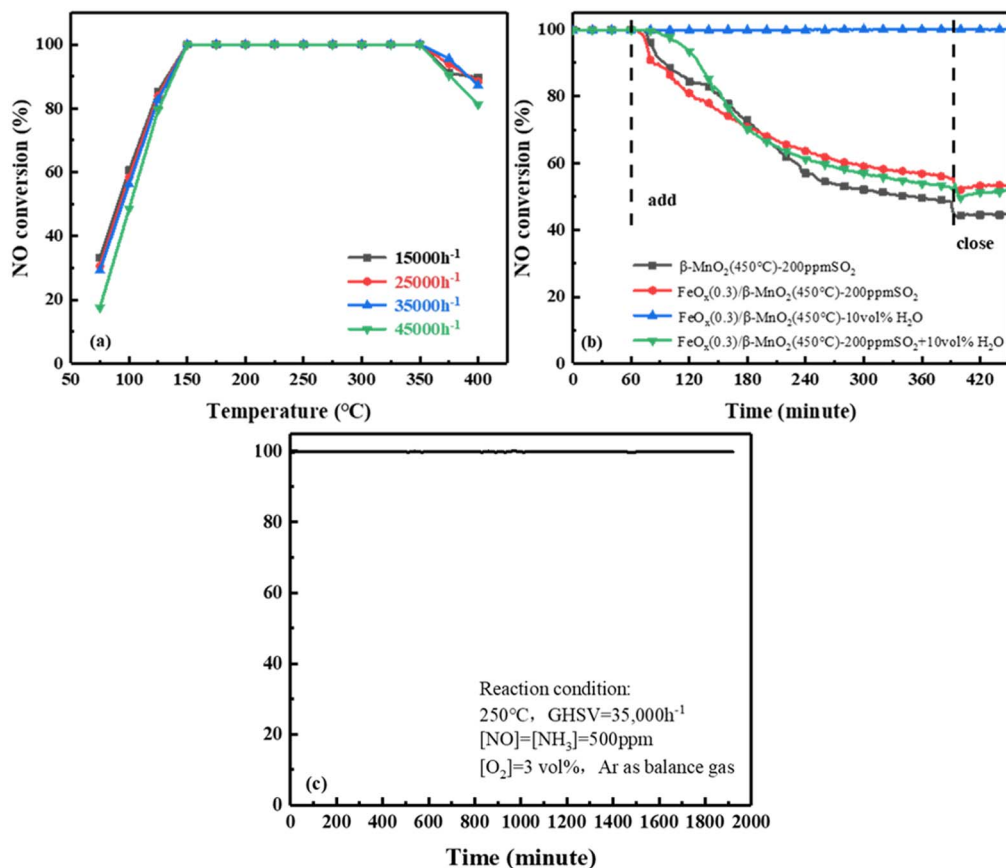 100
80
60
40
20
0
NO conversion (%)
(a)
15000h⁻¹
25000h⁻¹
35000h⁻¹
45000h⁻¹
50 100 150 200 250 300 350 400
Temperature (°C)
100
80
60
40
20
0
NO conversion (%)
add
close
β-MnO₂(450°C)-200ppmSO₂
FeOₓ(0.3)/β-MnO₂(450°C)-200ppmSO₂
FeOₓ(0.3)/β-MnO₂(450°C)-10vol% H₂O
FeOₓ(0.3)/β-MnO₂(450°C)-200ppmSO₂+10vol% H₂O
(b)
0 60 120 180 240 300 360 420
Time (minute)
100
80
60
40
20
0
Reaction condition:
250°C, GHSV=35,000h⁻¹
[NO]=[NH₃]=500ppm
[O₂]=3 vol%, Ar as balance gas
(c)
0 200 400 600 800 1000 1200 1400 1600 1800 2000
Time (minute)